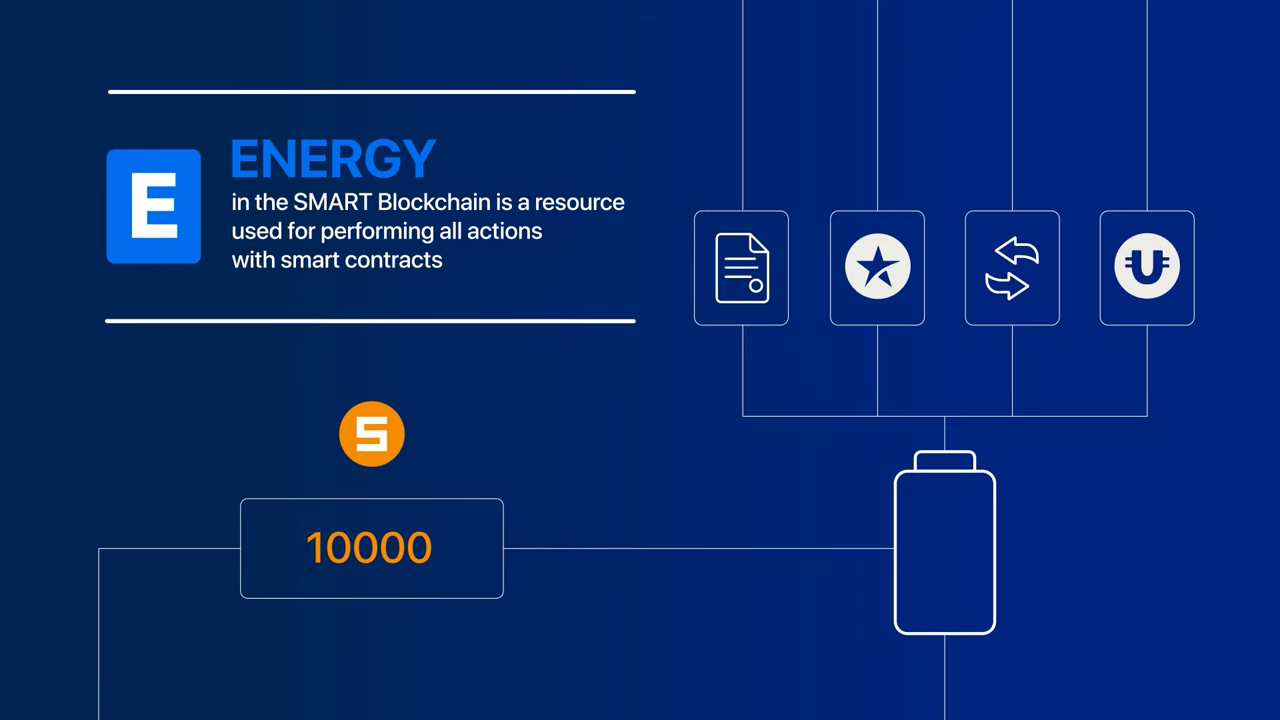 E
ENERGY
in the SMART Blockchain is a resource
used for performing all actions
with smart contracts
S
10000
U